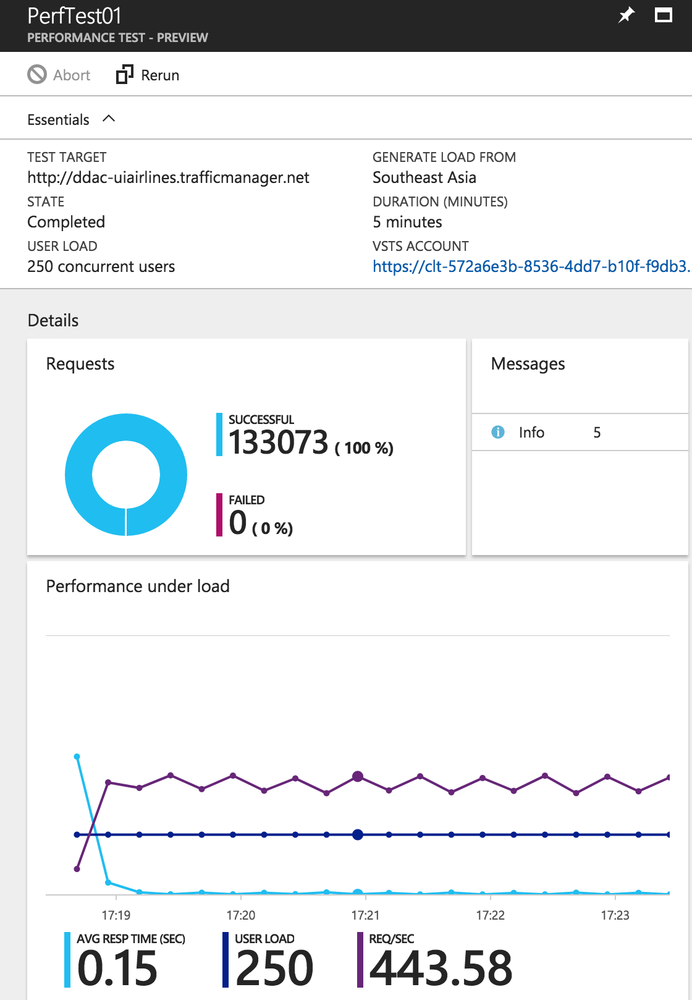 PerfTest01
PERFORMANCE TEST - PREVIEW
Abort Rerun
Essentials
TEST TARGET
http://ddac-uiairlines.trafficmanager.net
STATE
Completed
USER LOAD
250 concurrent users
GENERATE LOAD FROM
Southeast Asia
DURATION (MINUTES)
5 minutes
VSTS ACCOUNT
https://clt-572a6e3b-8536-4dd7-b10f-f9db3...
Details
Requests
SUCCESSFUL
133073 ( 100 %)
FAILED
0 ( 0 %)
Messages
Info 5
Performance under load
17:19 17:20 17:21 17:22 17:23
AVG RESP TIME (SEC)
0.15
USER LOAD
250
REQ/SEC
443.58